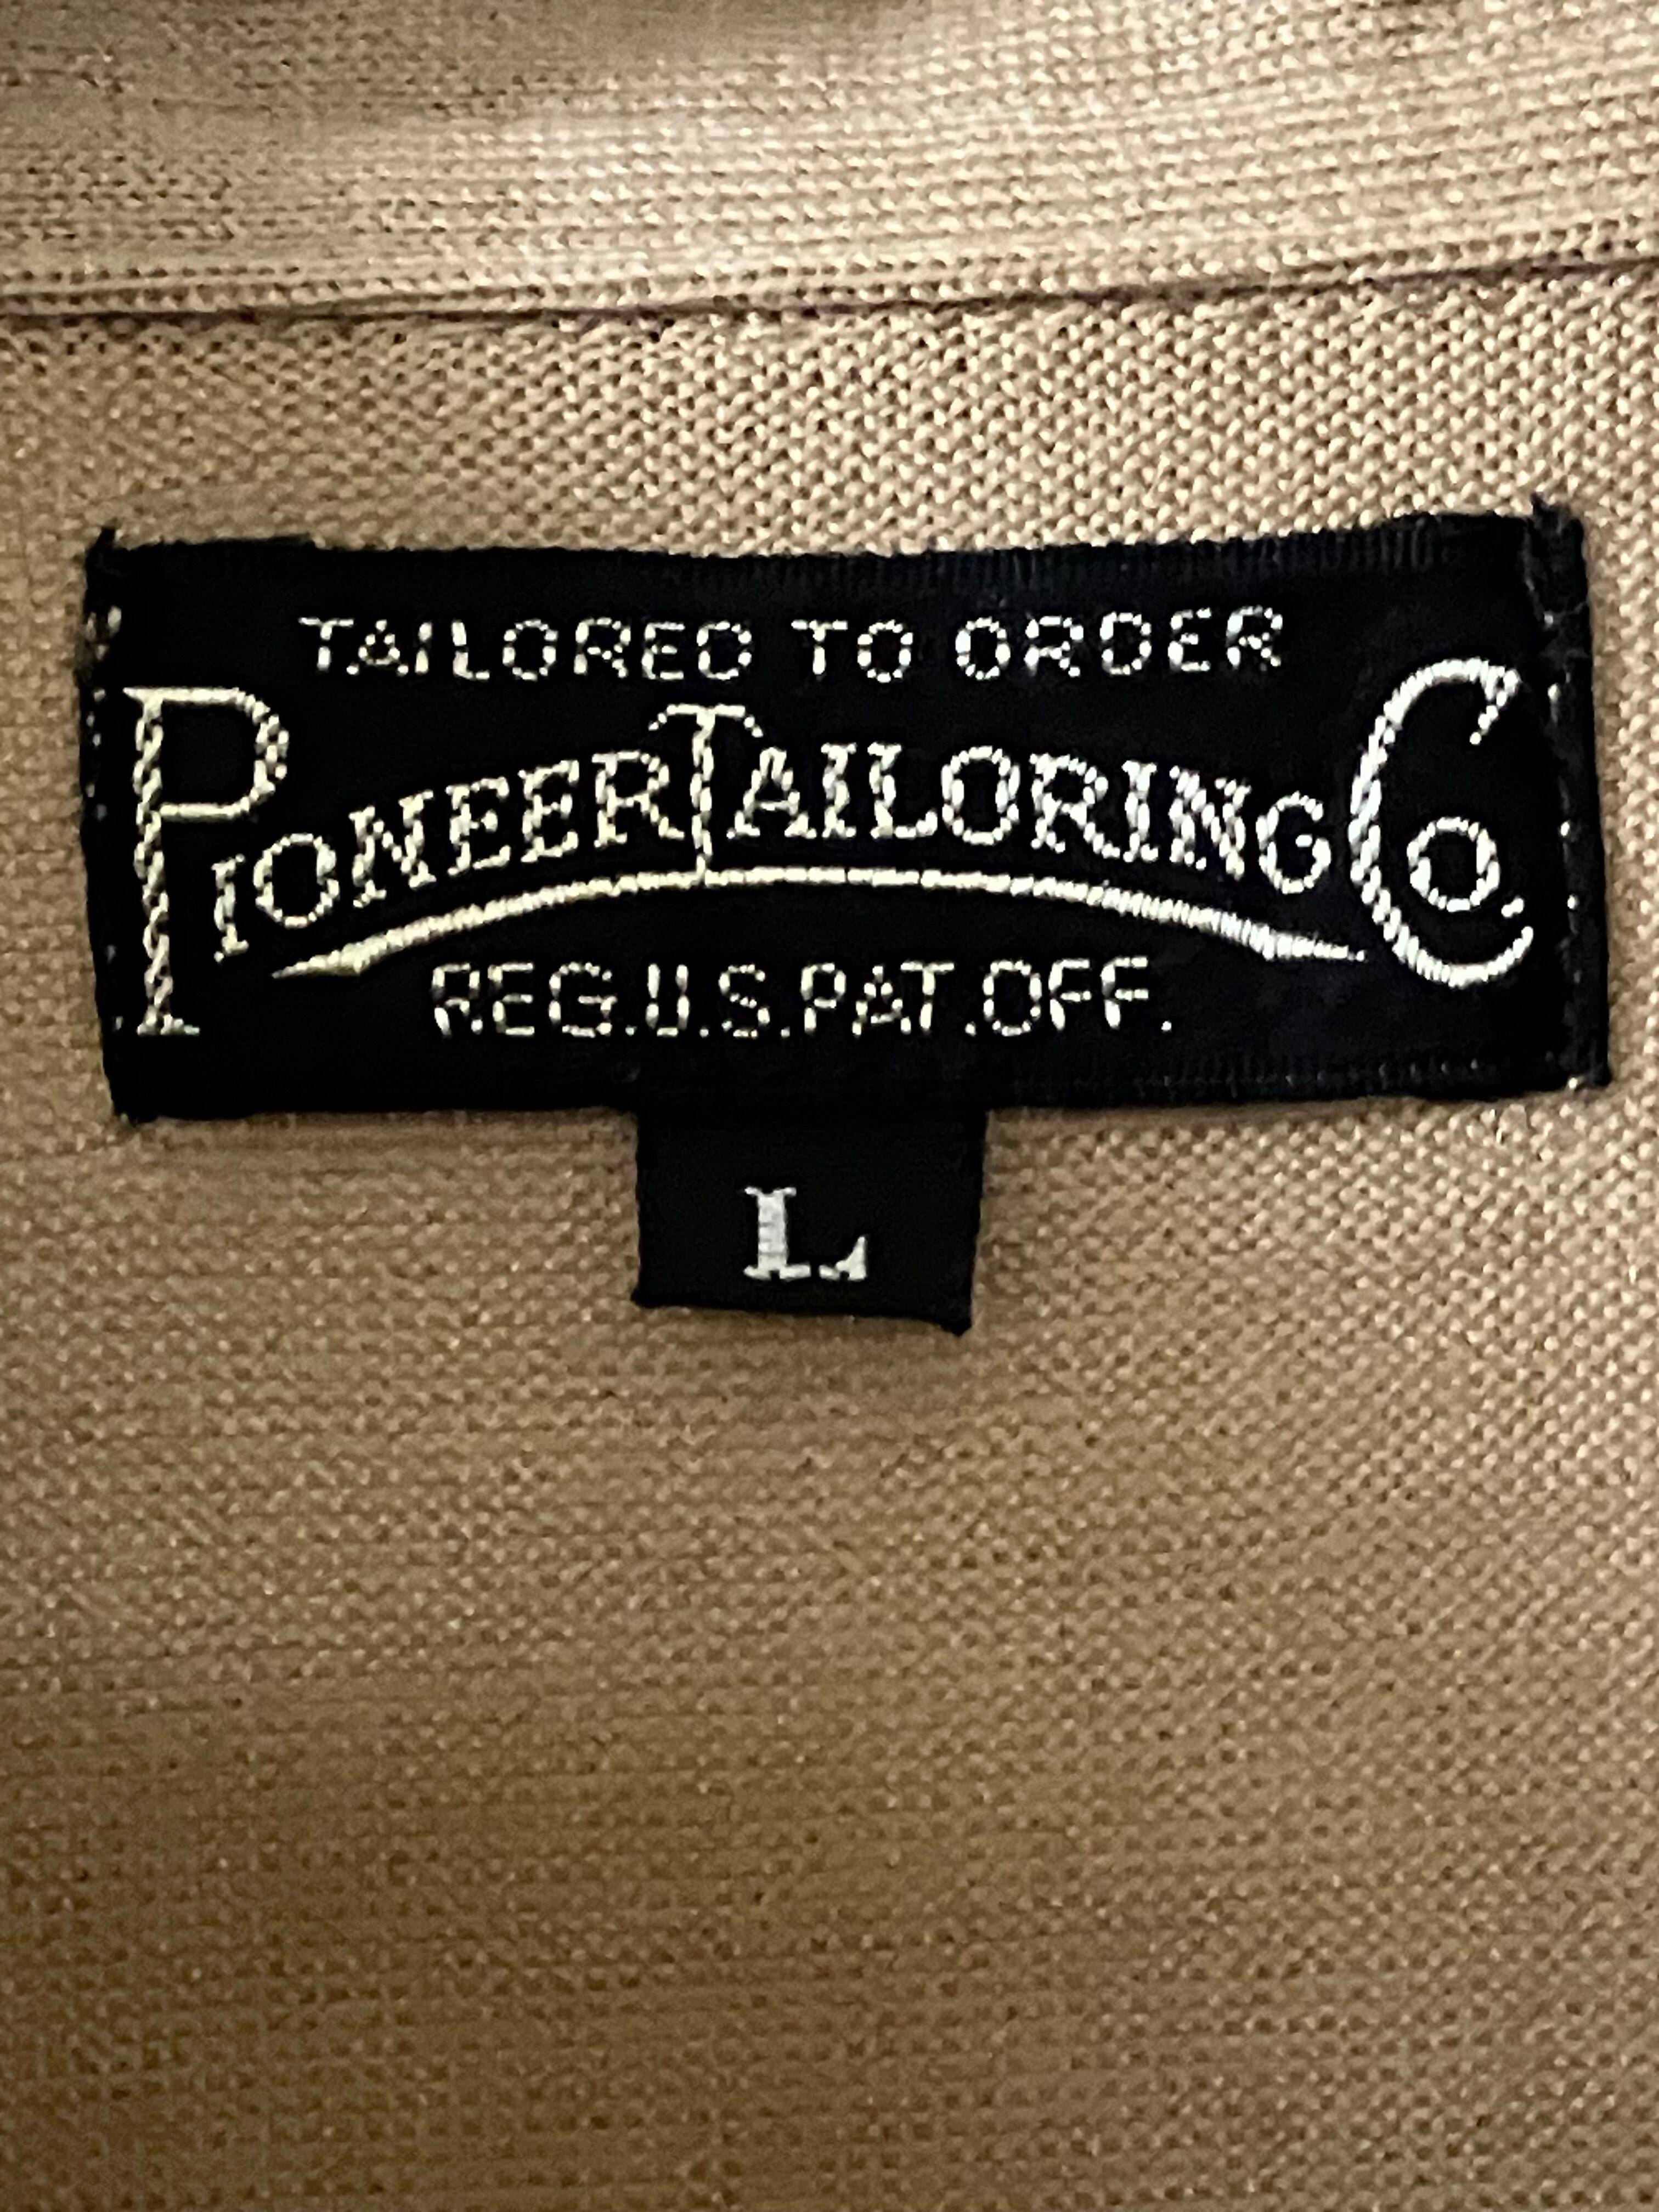 TAILORED TO ORDER
PIONEER TAILORING CO.
REG.U.S.PAT.OFF.
L